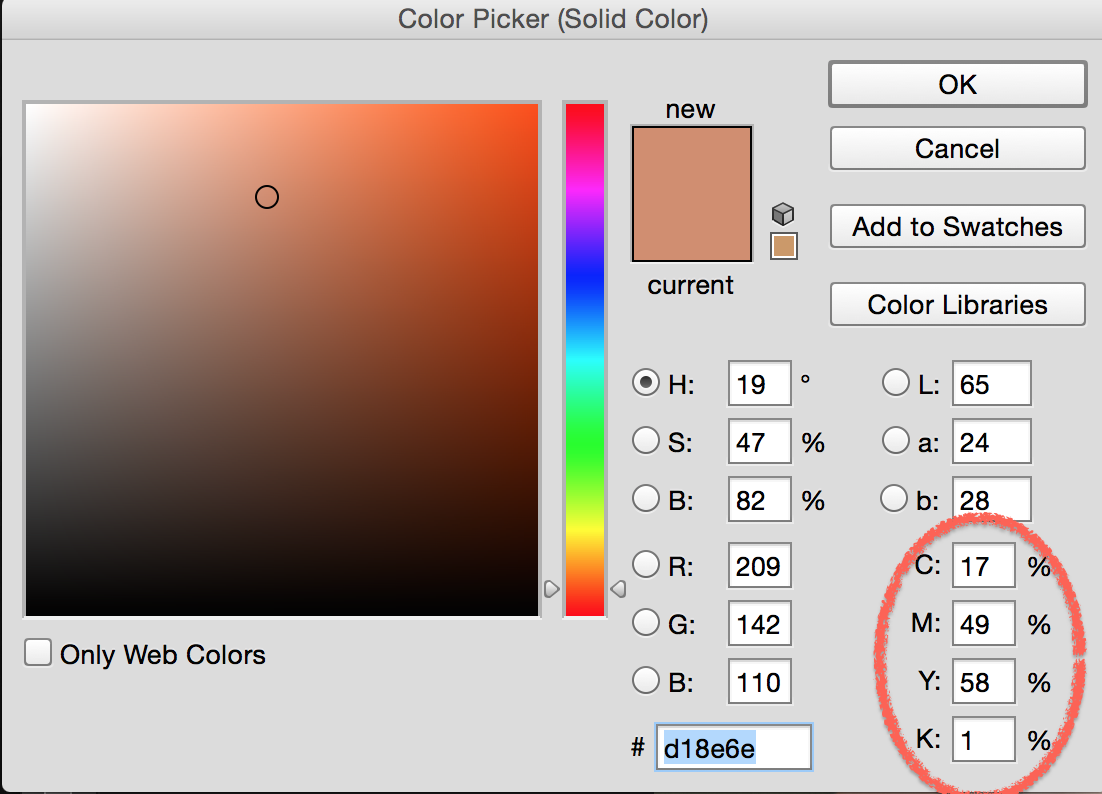 Color Picker (Solid Color)
OK
new
Cancel
Add to Swatches
current
Color Libraries
H: 19 °
L: 65
S: 47 %
a: 24
B: 82 %
b: 28
R: 209
C: 17 %
G: 142
M: 49 %
B: 110
Y: 58 %
Only Web Colors
# d18e6e
K: 1 %